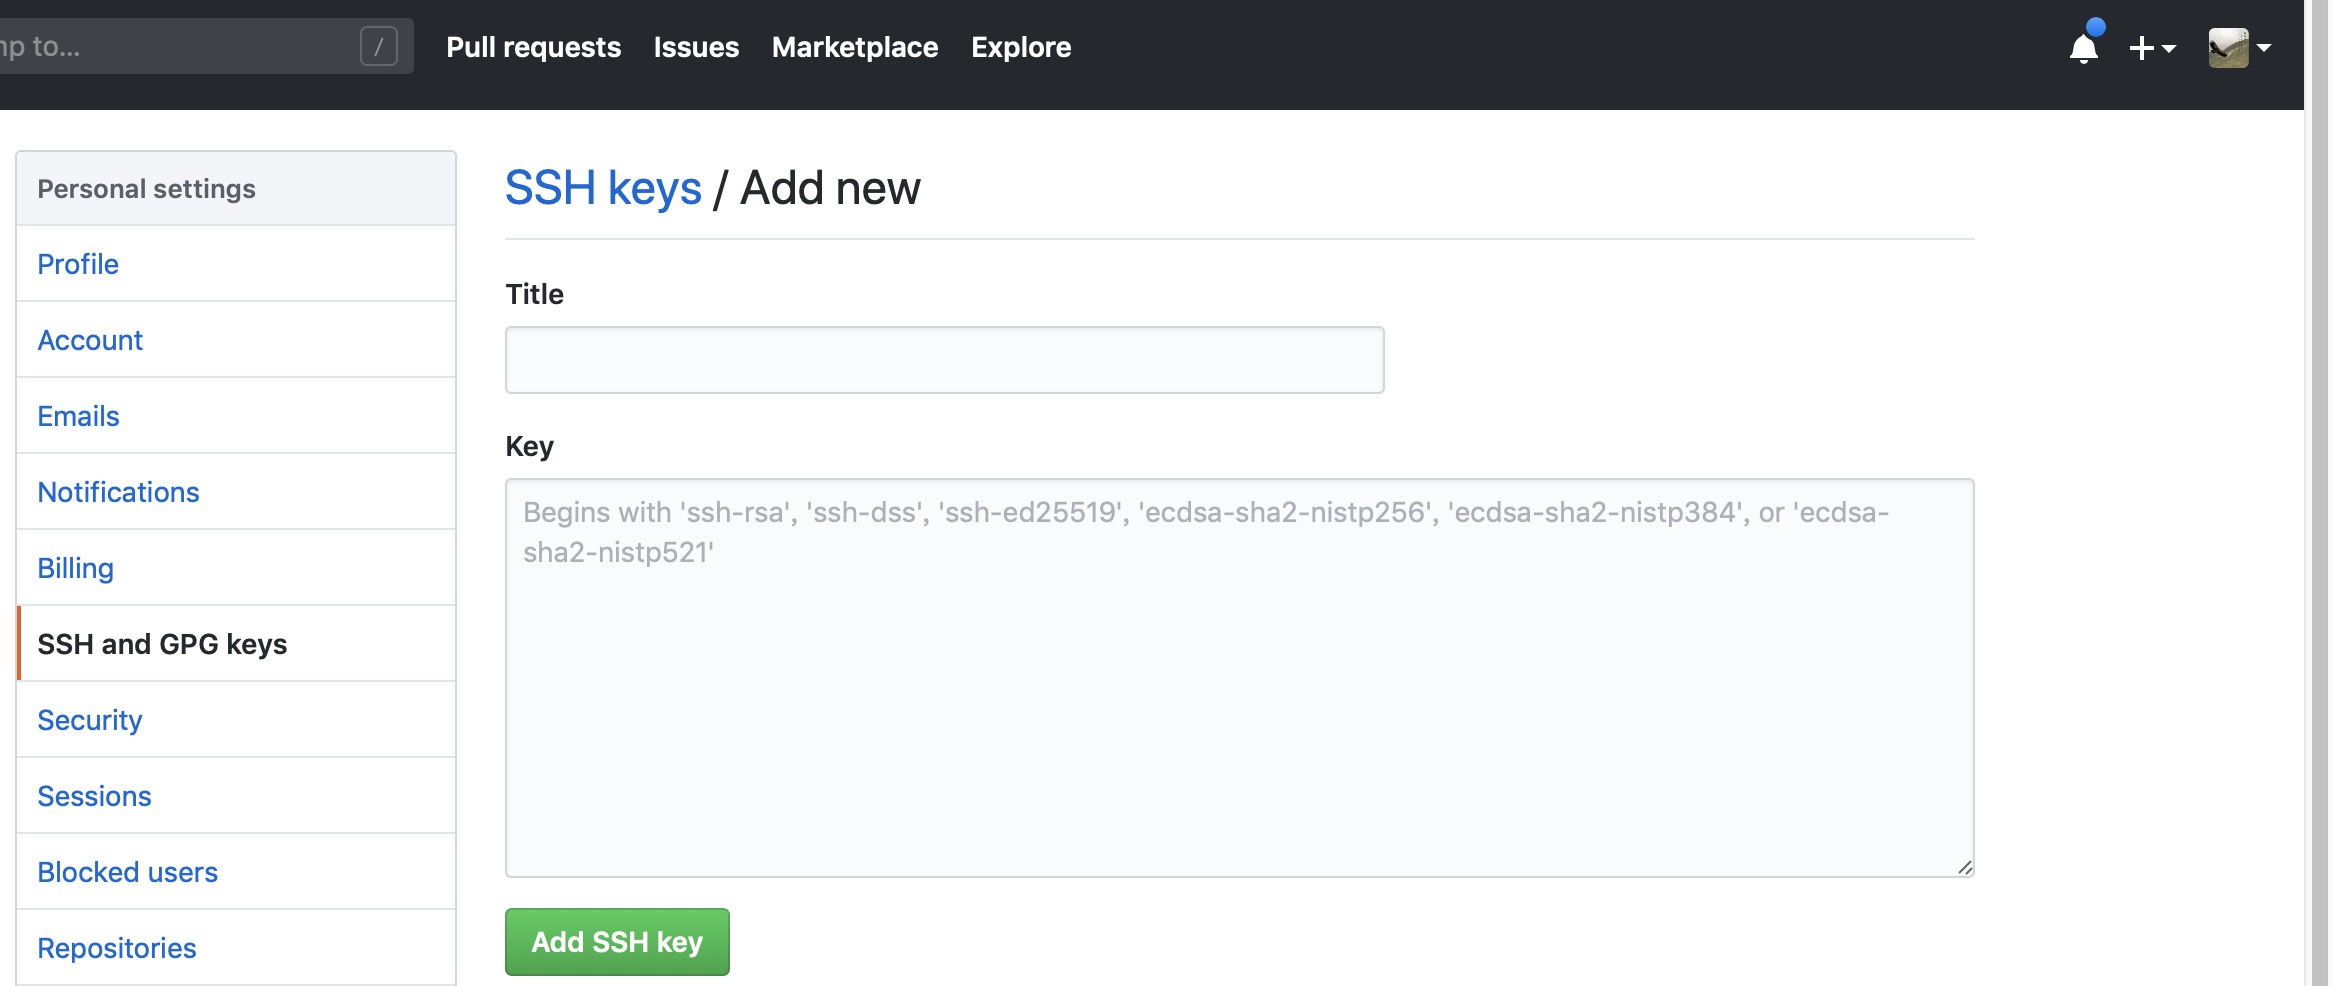 to...
/
Pull requests
Issues
Marketplace
Explore
Personal settings
Profile
Account
Emails
Notifications
Billing
SSH and GPG keys
Security
Sessions
Blocked users
Repositories
SSH keys / Add new
Title
Key
Begins with 'ssh-rsa', 'ssh-dss', 'ssh-ed25519', 'ecdsa-sha2-nistp256', 'ecdsa-sha2-nistp384', or 'ecdsa-
sha2-nistp521'
Add SSH key